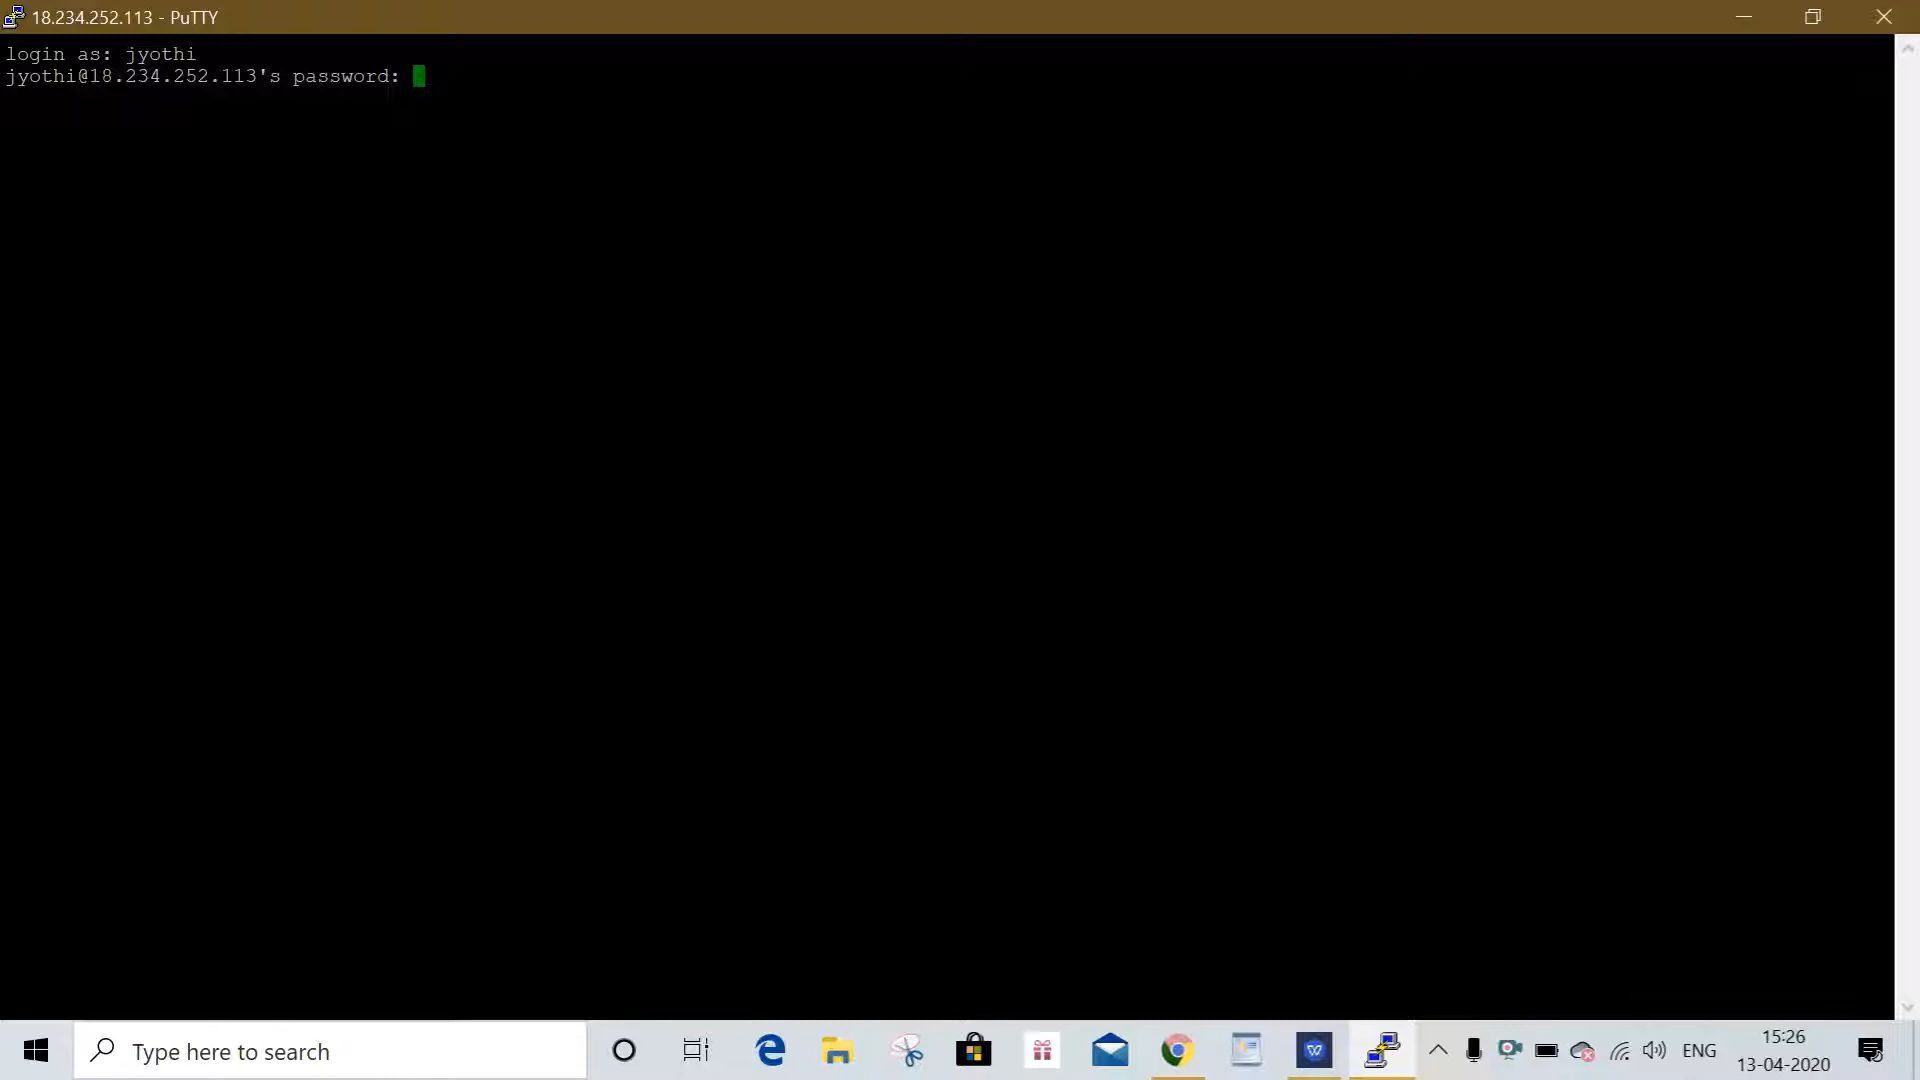 18.234.252.113 - PuTTY
login as: jyothi
jyothi@18.234.252.113's password:
Type here to search
ENG
15:26
13-04-2020